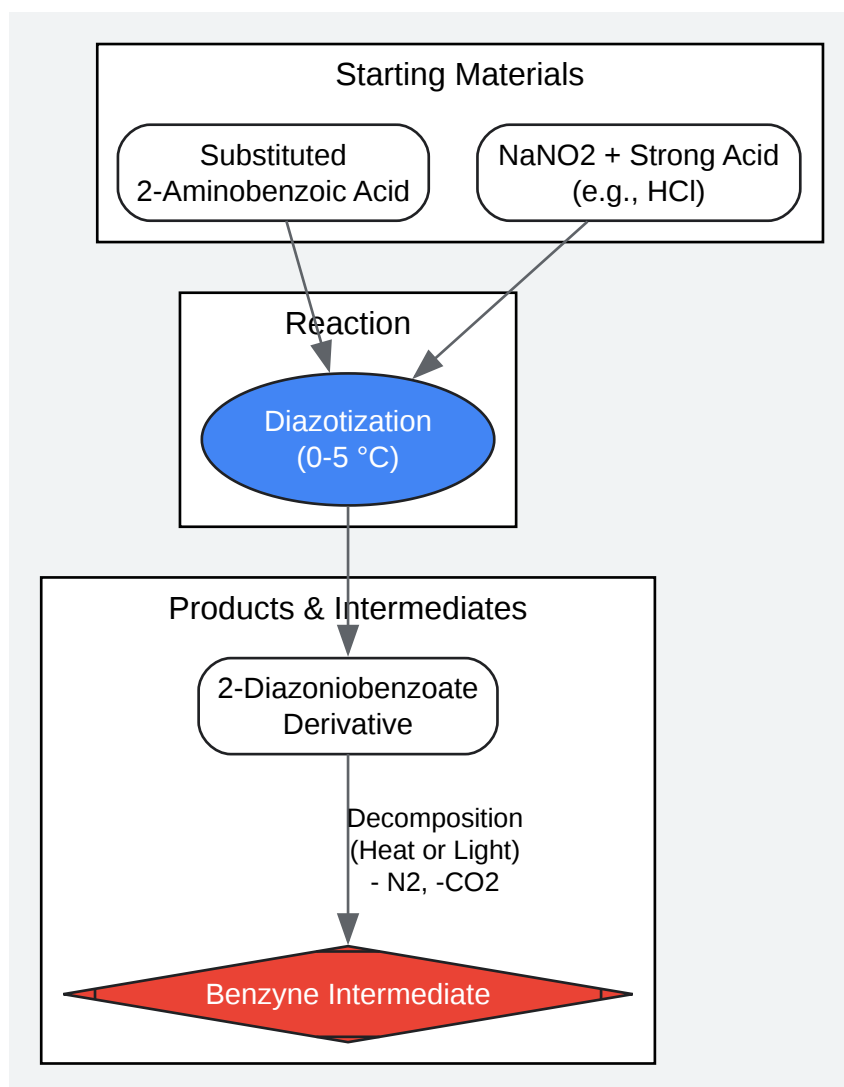 Starting Materials
Substituted
2-Aminobenzoic Acid
NaNO2 + Strong Acid
(e.g., HCl)
Reaction
Diazotization
(0-5 °C)
Products & Intermediates
2-Diazoniobenzoate
Derivative
Decomposition
(Heat or Light)
- N2, -CO2
Benzyne Intermediate